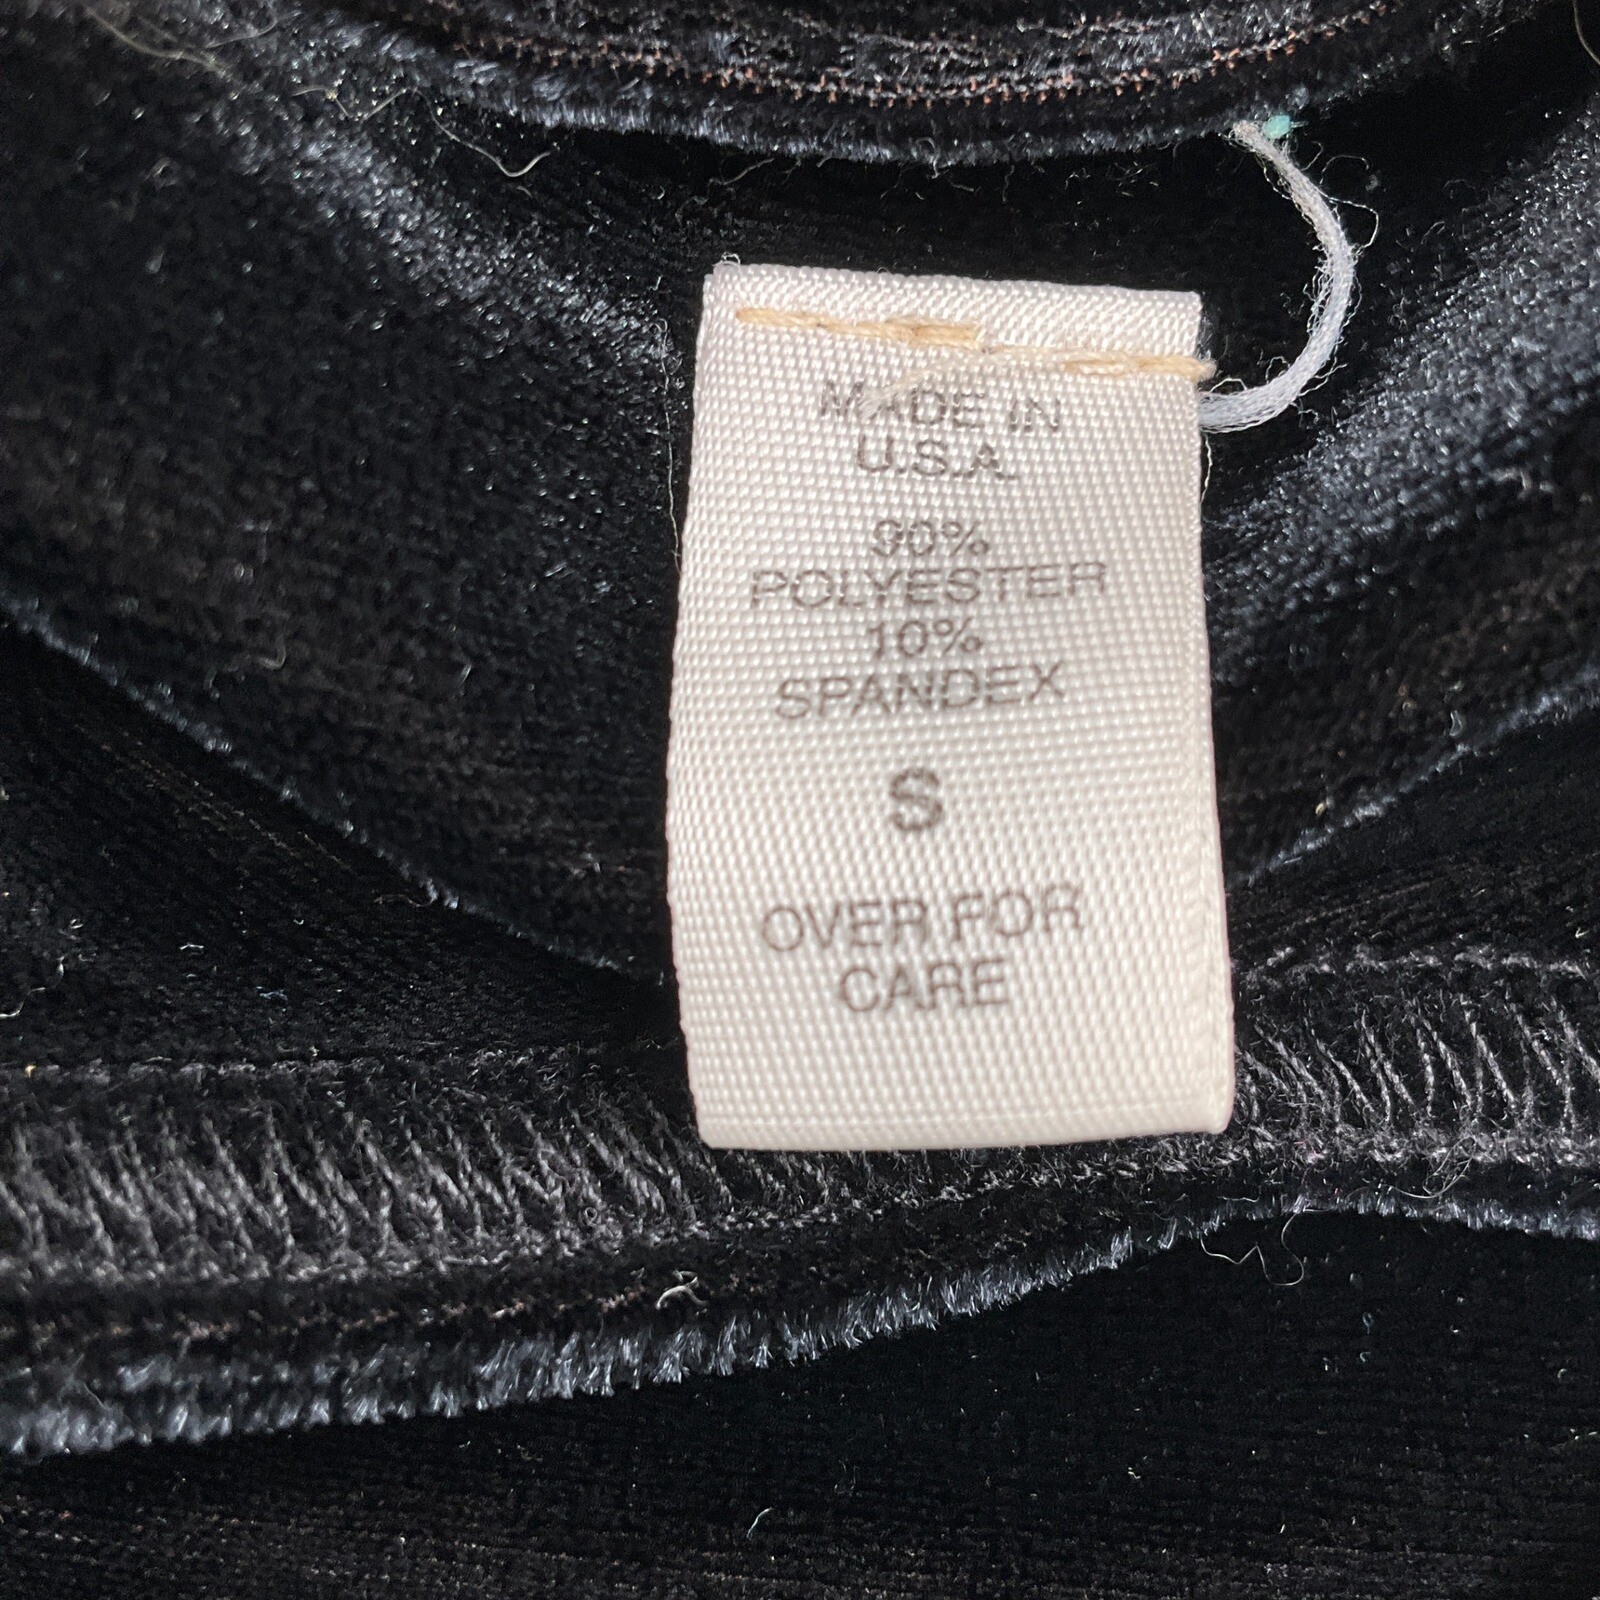 MADE IN
U.S.A.
90%
POLYESTER
10%
SPANDEX
S
OVER FOR
CARE